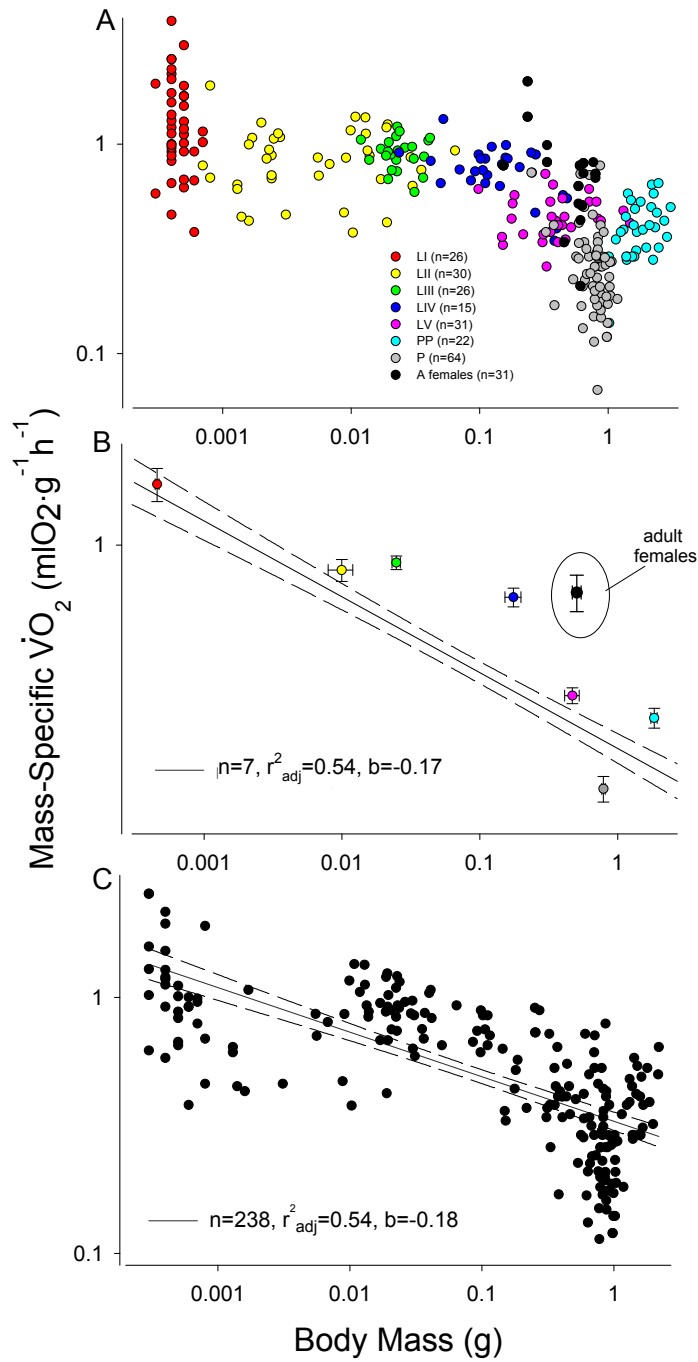 A
1
0.1
LI (n=26)
LII (n=30)
LIII (n=26)
LIV (n=15)
LV (n=31)
PP (n=22)
P (n=64)
A females (n=31)
0.001 0.01 0.1 1
Mass-Specific V̇O2 (mlO2·g-1h-1)
B
1
adult
females
n=7, r²adj=0.54, b=-0.17
0.001 0.01 0.1 1
C
1
0.1
n=238, r²adj=0.54, b=-0.18
0.001 0.01 0.1 1
Body Mass (g)